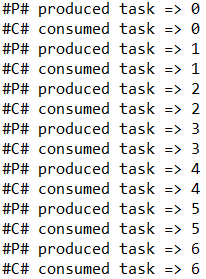 #P# produced task => 0
#C# consumed task => 0
#P# produced task => 1
#C# consumed task => 1
#P# produced task => 2
#C# consumed task => 2
#P# produced task => 3
#C# consumed task => 3
#P# produced task => 4
#C# consumed task => 4
#P# produced task => 5
#C# consumed task => 5
#P# produced task => 6
#C# consumed task => 6